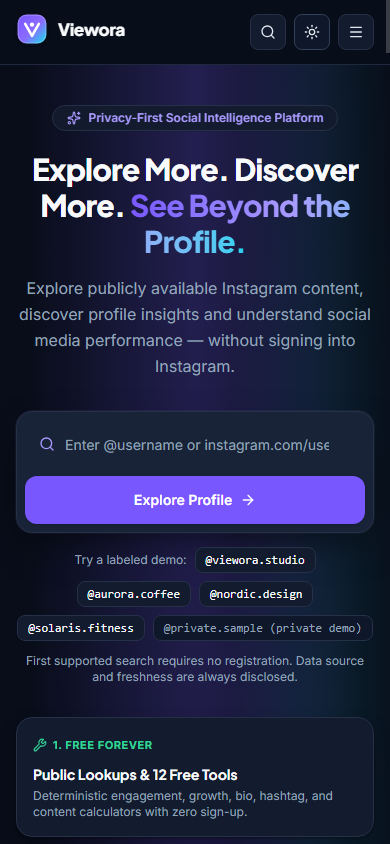 Viewora
Privacy-First Social Intelligence Platform
Explore More. Discover
More. See Beyond the
Profile.
Explore publicly available Instagram content,
discover profile insights and understand social
media performance — without signing into
Instagram.
Enter @username or instagram.com/use
Explore Profile →
Try a labeled demo: @viewora.studio
@aurora.coffee @nordic.design
@solaris.fitness @private.sample (private demo)
First supported search requires no registration. Data source
and freshness are always disclosed.
1. FREE FOREVER
Public Lookups & 12 Free Tools
Deterministic engagement, growth, bio, hashtag, and
content calculators with zero sign-up.